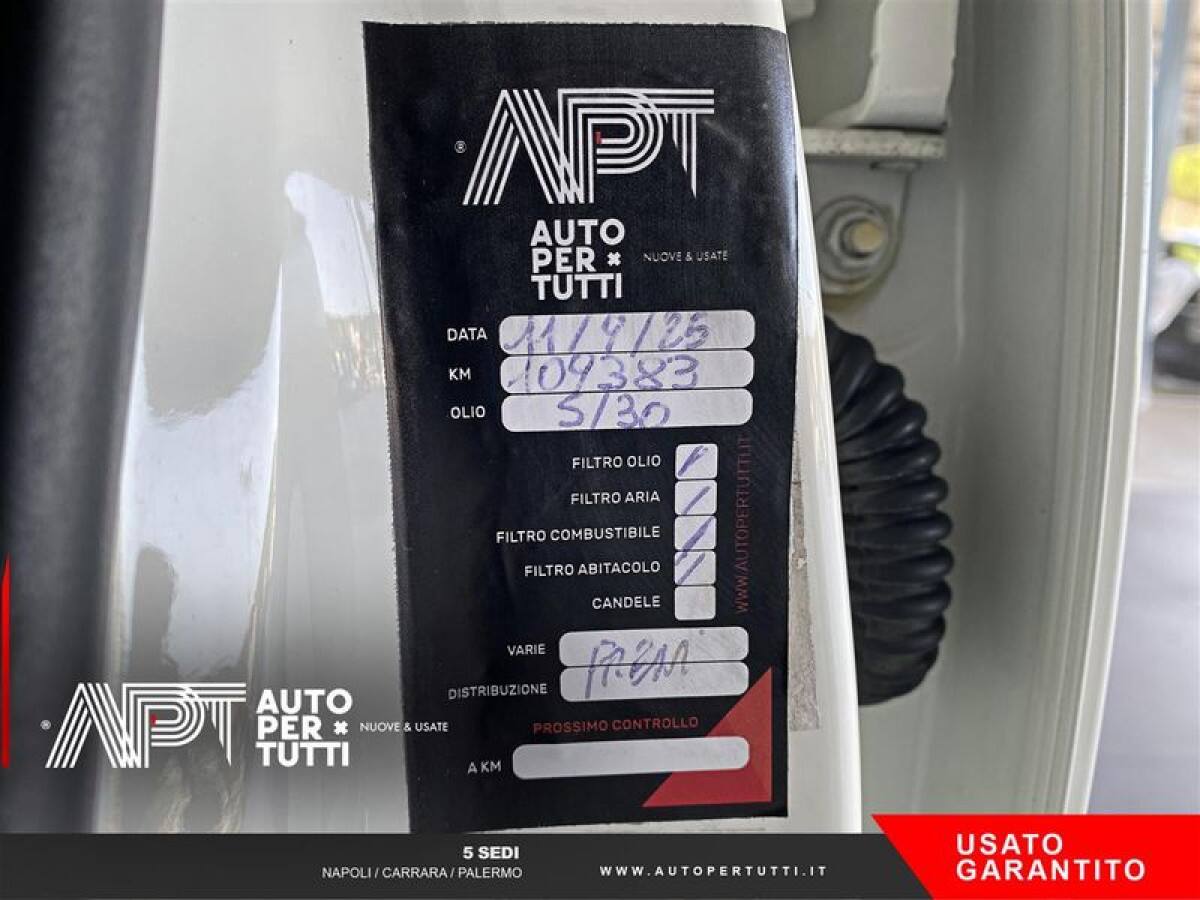 ® APT
AUTO
PER
TUTTI
NUOVE & USATE
DATA 11/4/25
KM 109383
OLIO 5/30
FILTRO OLIO
FILTRO ARIA
FILTRO COMBUSTIBILE
FILTRO ABITACOLO
CANDELE
WWW.AUTOPERTUTTI.IT
VARIE
DISTRIBUZIONE
PROSSIMO CONTROLLO
A KM
® APT AUTO
PER
TUTTI
NUOVE & USATE
5 SEDI
NAPOLI / CARRARA / PALERMO
WWW.AUTOPERTUTTI.IT
USATO
GARANTITO